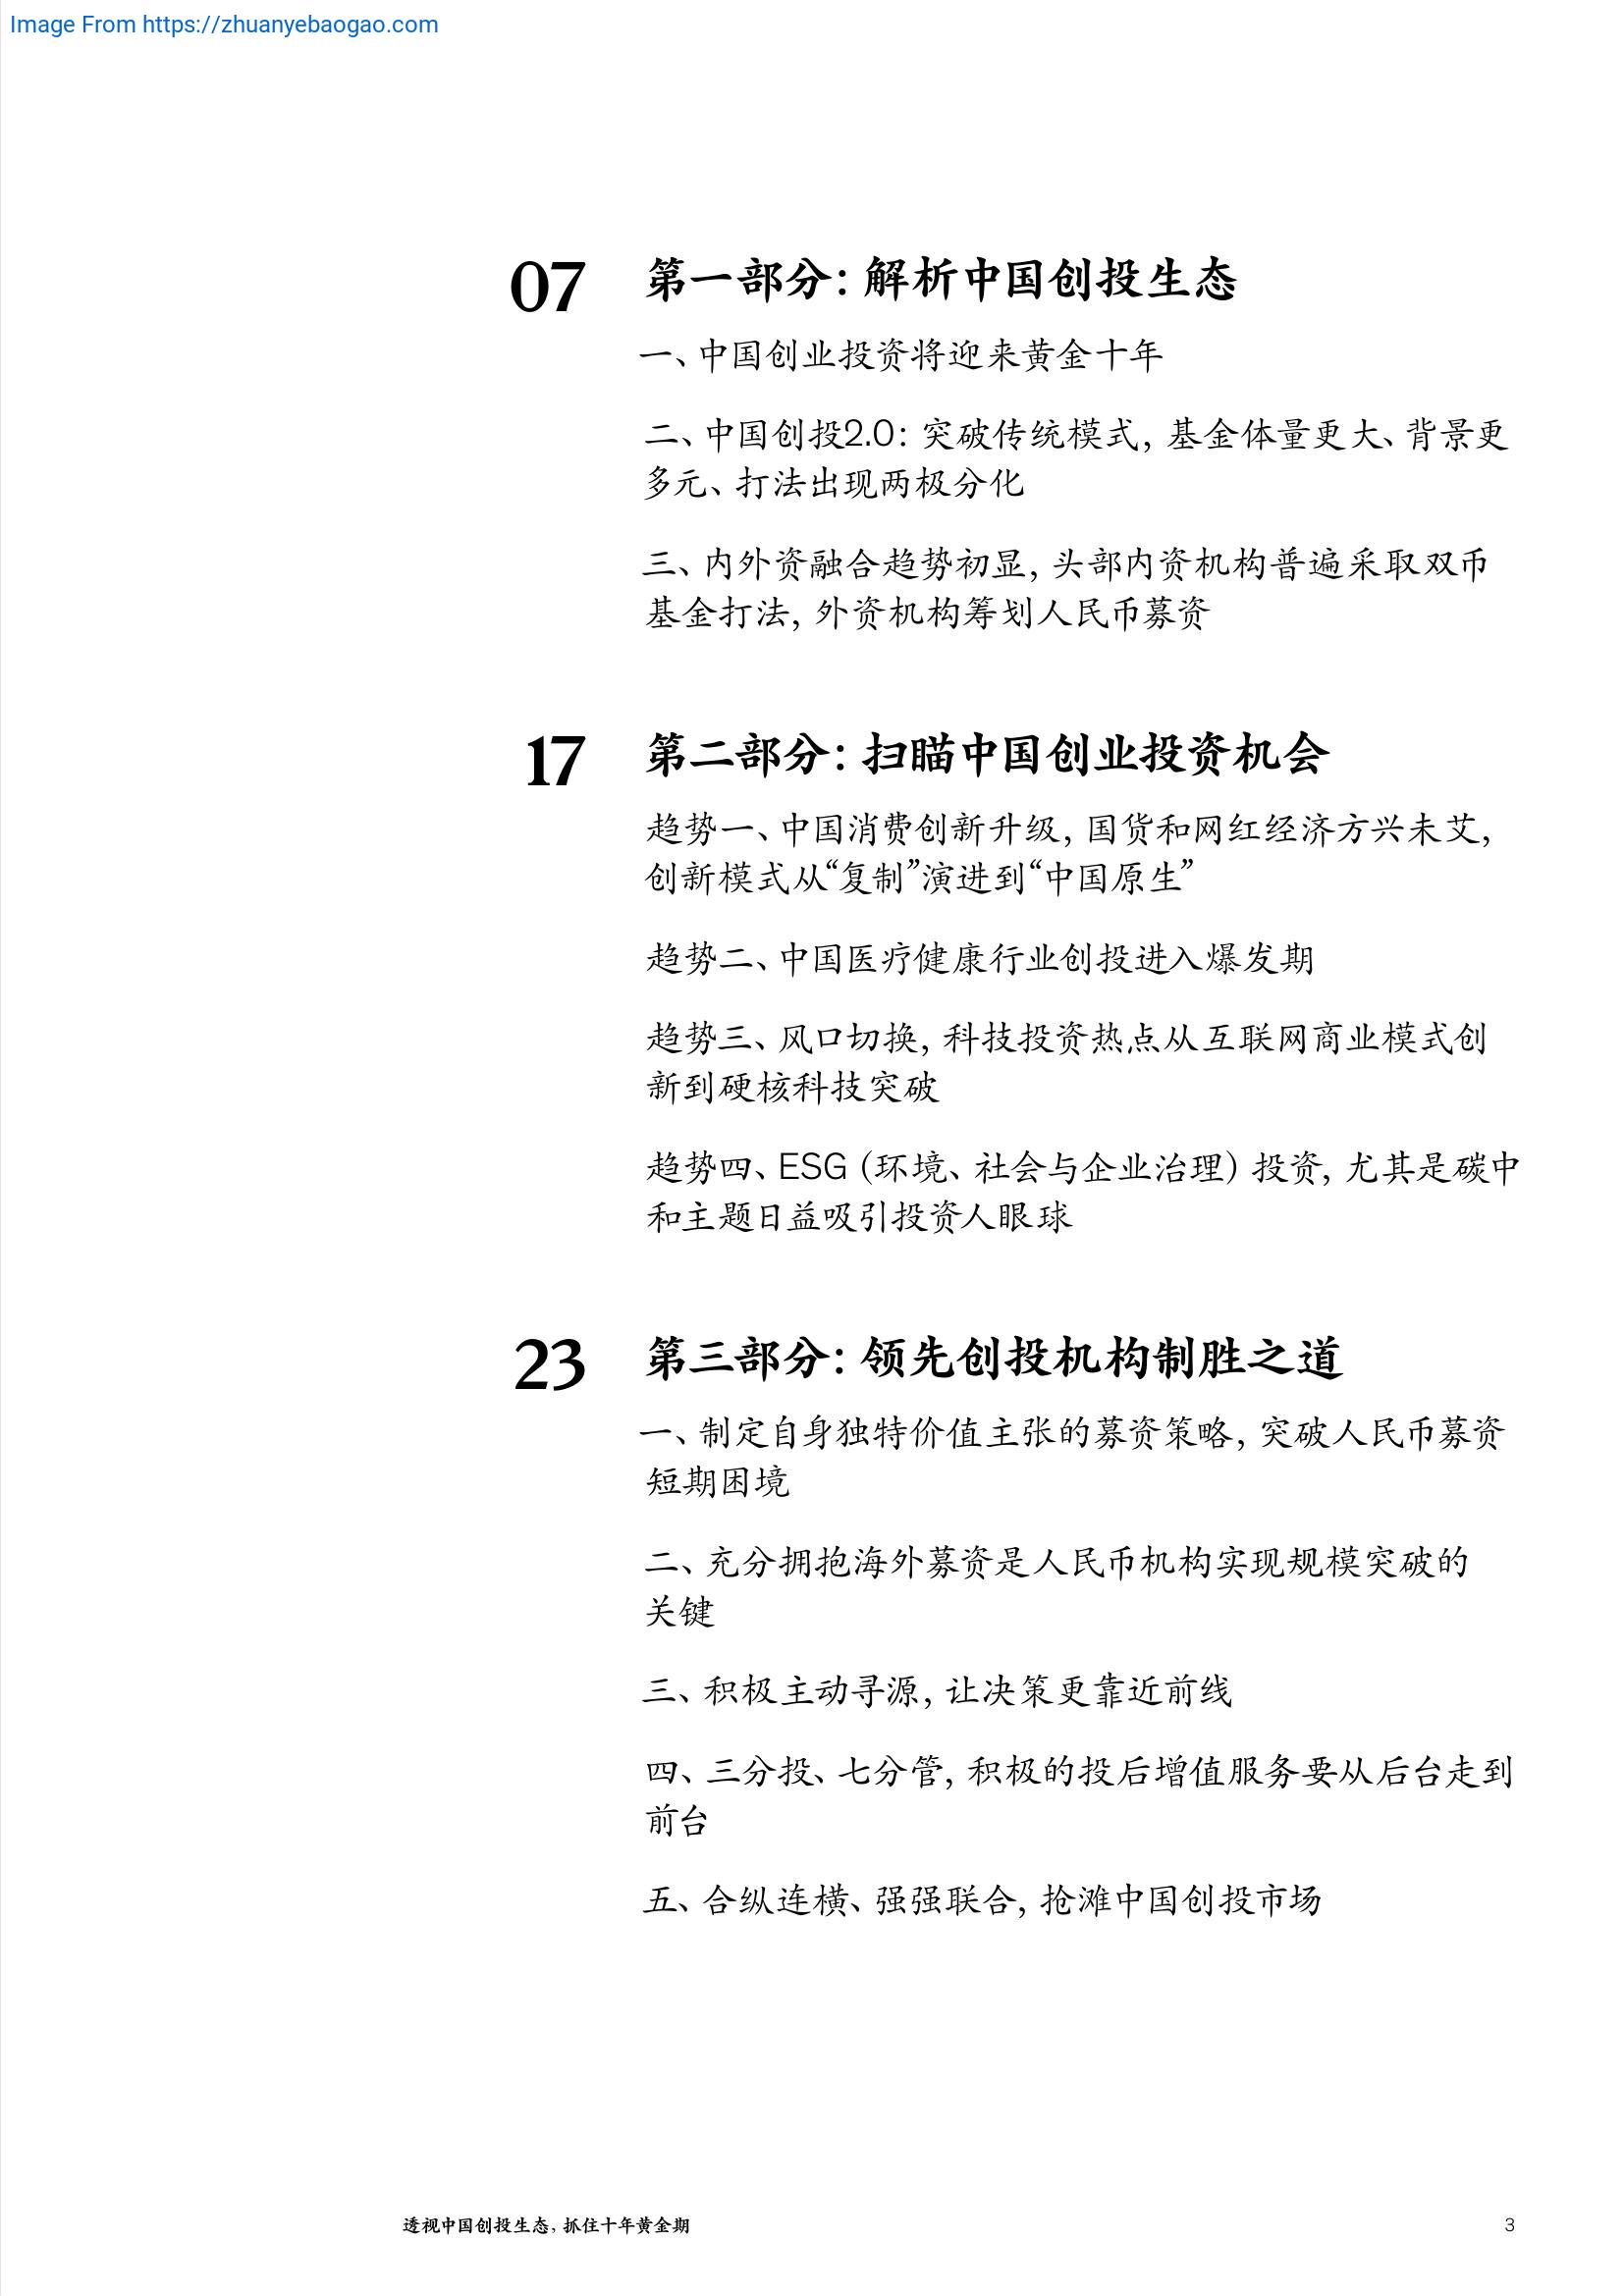 Image From https://zhuanyebaogao.com
07 第一部分：解析中国创投生态
一、中国创业投资将迎来黄金十年
二、中国创投2.0：突破传统模式，基金体量更大、背景更
多元、打法出现两极分化
三、内外资融合趋势初显，头部内资机构普遍采取双币
基金打法，外资机构筹划人民币募资
17 第二部分：扫瞄中国创业投资机会
趋势一、中国消费创新升级，国货和网红经济方兴未艾，
创新模式从“复制”演进到“中国原生”
趋势二、中国医疗健康行业创投进入爆发期
趋势三、风口切换，科技投资热点从互联网商业模式创
新到硬核科技突破
趋势四、ESG（环境、社会与企业治理）投资，尤其是碳中
和主题日益吸引投资人眼球
23 第三部分：领先创投机构制胜之道
一、制定自身独特价值主张的募资策略，突破人民币募资
短期困境
二、充分拥抱海外募资是人民币机构实现规模突破的
关键
三、积极主动寻源，让决策更靠近前线
四、三分投、七分管，积极的投后增值服务要从后台走到
前台
五、合纵连横、强强联合，抢滩中国创投市场
透视中国创投生态，抓住十年黄金期 3